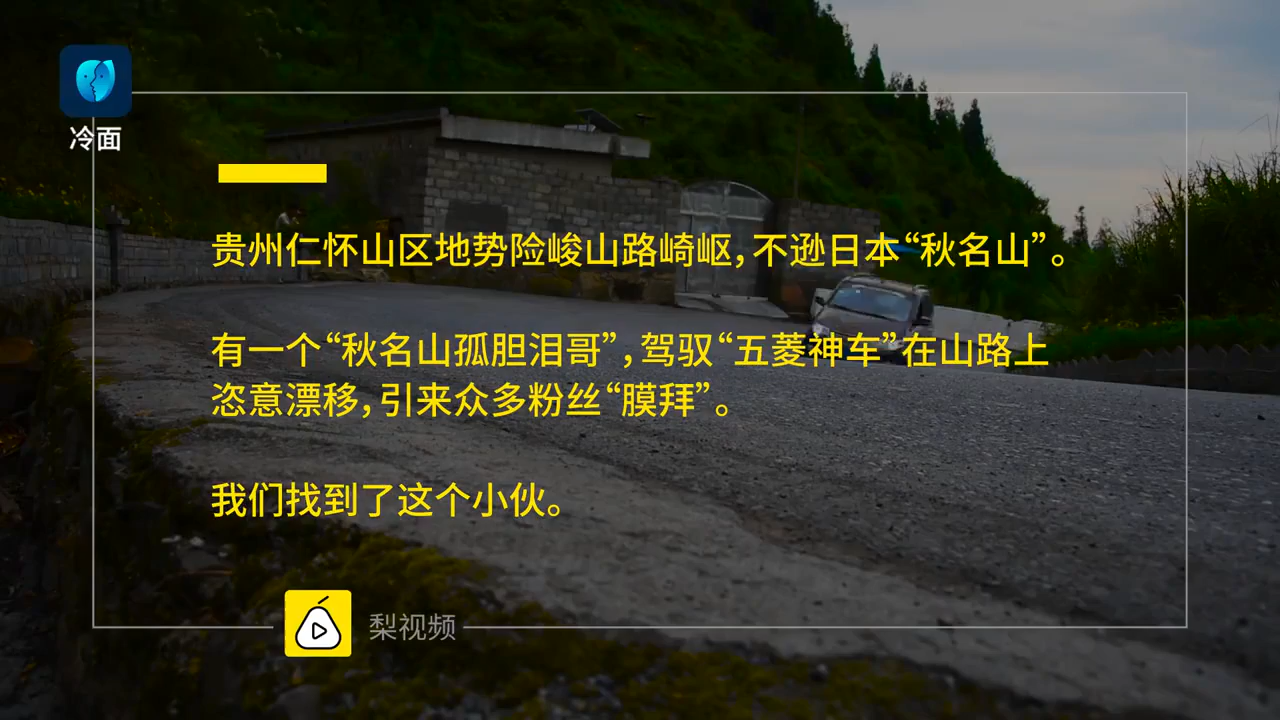 冷面
贵州仁怀山区地势险峻山路崎岖，不逊日本“秋名山”。
有一个“秋名山孤胆泪哥”，驾驭“五菱神车”在山路上
恣意漂移，引来众多粉丝“膜拜”。
我们找到了这个小伙。
梨视频